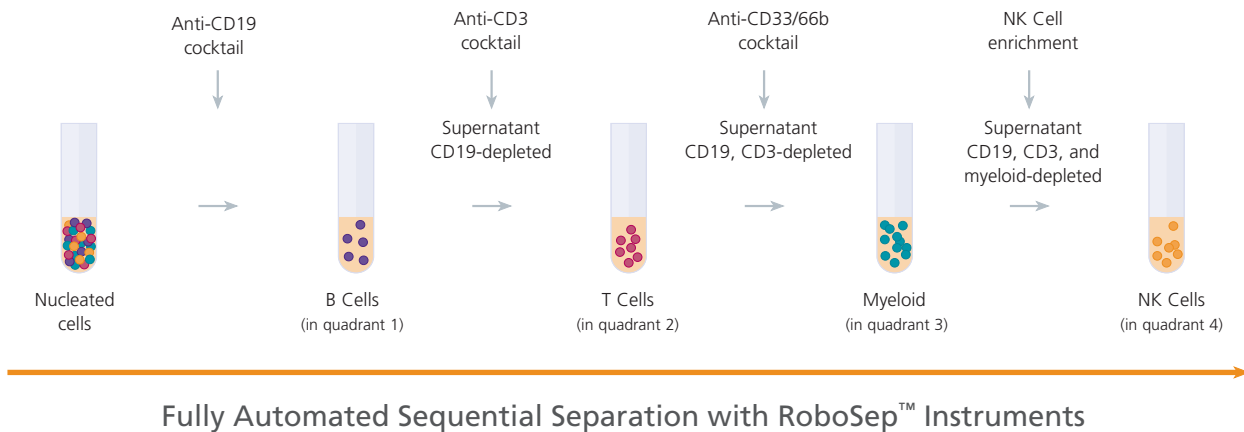 Anti-CD19
cocktail
Anti-CD3
cocktail
Anti-CD33/66b
cocktail
NK Cell
enrichment
Supernatant
CD19-depleted
Supernatant
CD19, CD3-depleted
Supernatant
CD19, CD3, and
myeloid-depleted
Nucleated
cells
B Cells
(in quadrant 1)
T Cells
(in quadrant 2)
Myeloid
(in quadrant 3)
NK Cells
(in quadrant 4)
Fully Automated Sequential Separation with RoboSep™ Instruments